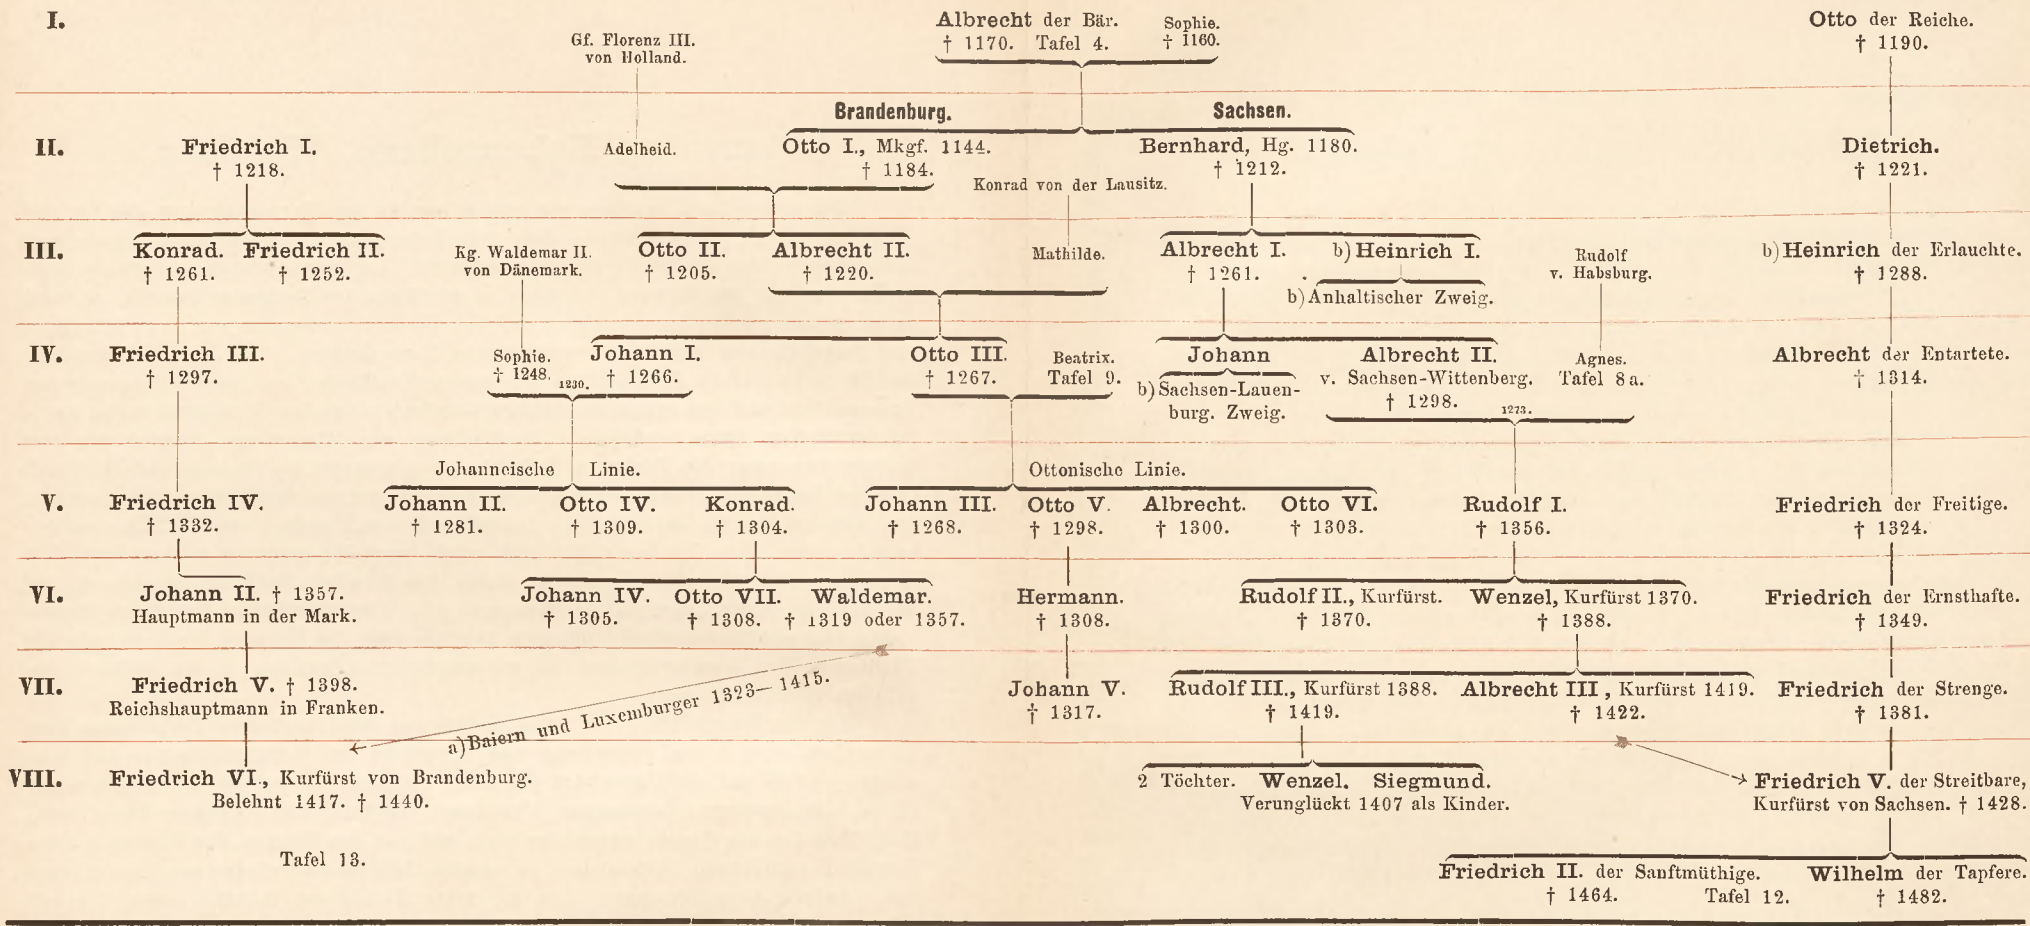 I.
Albrecht der Bär.
† 1170. Tafel 4.
Sophie.
† 1160.
Otto der Reiche.
† 1190.
Gf. Florenz III.
von Holland.
Brandenburg.
Sachsen.
II.
Friedrich I.
† 1218.
Adelheid.
Otto I., Mkgf. 1144.
† 1184.
Bernhard, Hg. 1180.
† 1212.
Dietrich.
† 1221.
Konrad von der Lausitz.
III.
Konrad.
† 1261.
Friedrich II.
† 1252.
Kg. Waldemar II.
von Dänemark.
Otto II.
† 1205.
Albrecht II.
† 1220.
Mathilde.
Albrecht I.
† 1261.
b) Heinrich I.
b) Anhaltischer Zweig.
Rudolf
v. Habsburg.
b) Heinrich der Erlauchte.
† 1288.
IV.
Friedrich III.
† 1297.
Sophie.
† 1248.
1230.
Johann I.
† 1266.
Otto III.
† 1267.
Beatrix.
Tafel 9.
Johann
b) Sachsen-Lauen-
burg. Zweig.
Albrecht II.
v. Sachsen-Wittenberg.
† 1298.
1273.
Agnes.
Tafel 8a.
Albrecht der Entartete.
† 1314.
Johanneische Linie.
Ottonische Linie.
V.
Friedrich IV.
† 1332.
Johann II.
† 1281.
Otto IV.
† 1309.
Konrad.
† 1304.
Johann III.
† 1268.
Otto V.
† 1298.
Albrecht.
† 1300.
Otto VI.
† 1303.
Rudolf I.
† 1356.
Friedrich der Freitige.
† 1324.
VI.
Johann II. † 1357.
Hauptmann in der Mark.
Johann IV.
† 1305.
Otto VII.
† 1308.
Waldemar.
† 1319 oder 1357.
Hermann.
† 1308.
Rudolf II., Kurfürst.
† 1370.
Wenzel, Kurfürst 1370.
† 1388.
Friedrich der Ernsthafte.
† 1349.
VII.
Friedrich V. † 1398.
Reichshauptmann in Franken.
a) Baiern und Luxemburger 1323–1415.
Johann V.
† 1317.
Rudolf III., Kurfürst 1388.
† 1419.
Albrecht III, Kurfürst 1419.
† 1422.
Friedrich der Strenge.
† 1381.
VIII.
Friedrich VI., Kurfürst von Brandenburg.
Belehnt 1417. † 1440.
2 Töchter. Wenzel. Siegmund.
Verunglückt 1407 als Kinder.
Friedrich V. der Streitbare,
Kurfürst von Sachsen. † 1428.
Tafel 13.
Friedrich II. der Sanftmüthige.
† 1464.
Tafel 12.
Wilhelm der Tapfere.
† 1482.